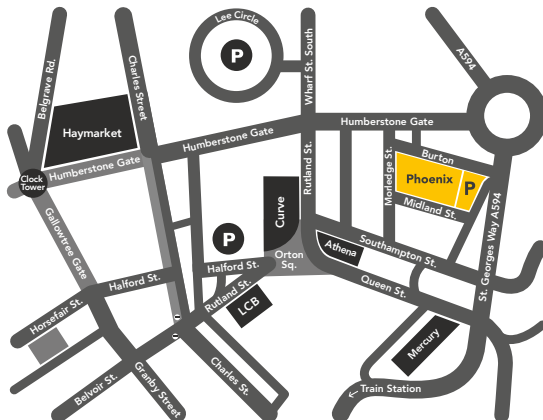 Lee Circle
P
Belgrave Rd.
Charles Street
Wharf St. South
A594
Haymarket
Humberstone Gate
Humberstone Gate
Humberstone Gate
Clock
Tower
Rutland St.
Morledge St.
Burton
Phoenix
P
Midland St.
Curve
Gallowtree Gate
P
Orton
Sq.
Athena
Southampton St.
St. Georges Way A594
Halford St.
Halford St.
Rutland St.
Queen St.
LCB
Horsefair St.
Mercury
Belvoir St.
Granby Street
Charles St.
← Train Station